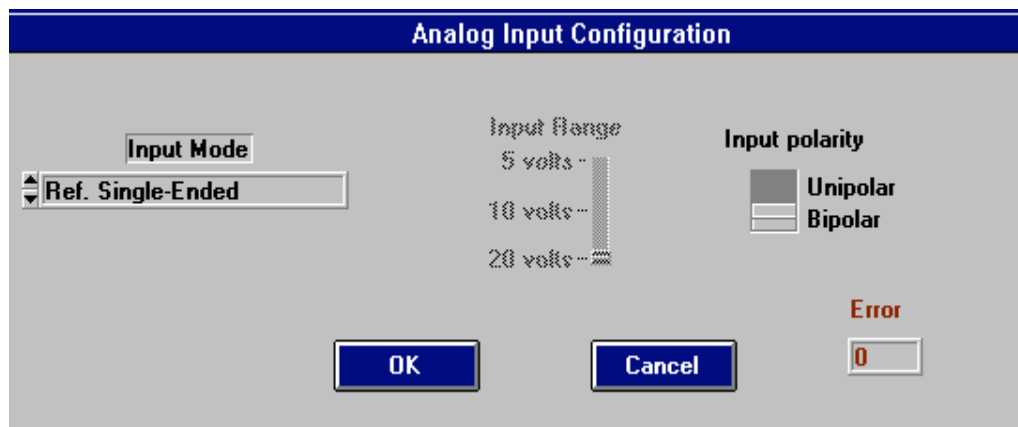 Analog Input Configuration
Input Mode
Ref. Single-Ended
Input Range
5 volts
10 volts
20 volts
Input polarity
Unipolar
Bipolar
Error
0
OK
Cancel